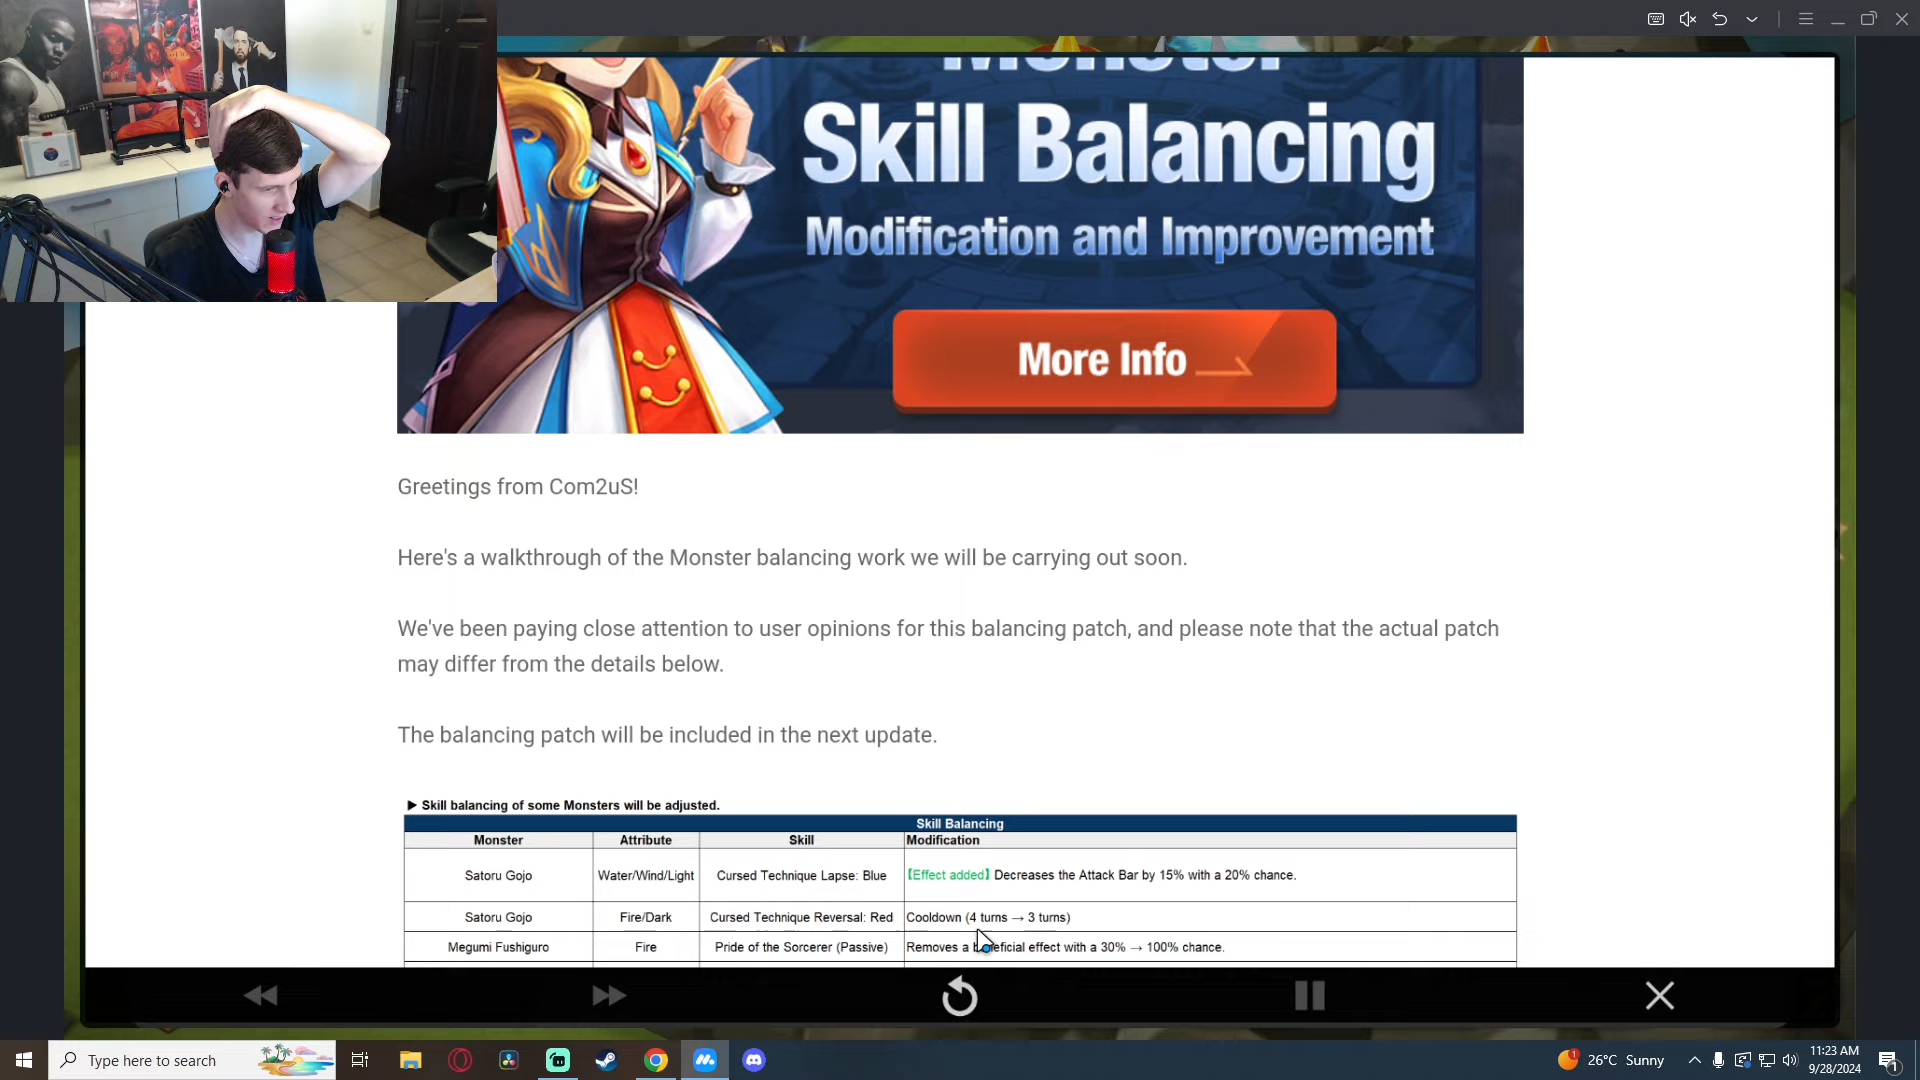 Monster
Skill Balancing
Modification and Improvement
More Info
Greetings from Com2uS!
Here's a walkthrough of the Monster balancing work we will be carrying out soon.
We've been paying close attention to user opinions for this balancing patch, and please note that the actual patch
may differ from the details below.
The balancing patch will be included in the next update.
▶ Skill balancing of some Monsters will be adjusted.
Skill Balancing
Monster Attribute Skill Modification
Satoru Gojo Water/Wind/Light Cursed Technique Lapse: Blue 【Effect added】 Decreases the Attack Bar by 15% with a 20% chance.
Satoru Gojo Fire/Dark Cursed Technique Reversal: Red Cooldown (4 turns → 3 turns)
Megumi Fushiguro Fire Pride of the Sorcerer (Passive) Removes a beneficial effect with a 30% → 100% chance.
Type here to search
1
26°C Sunny
11:23 AM
9/28/2024
1